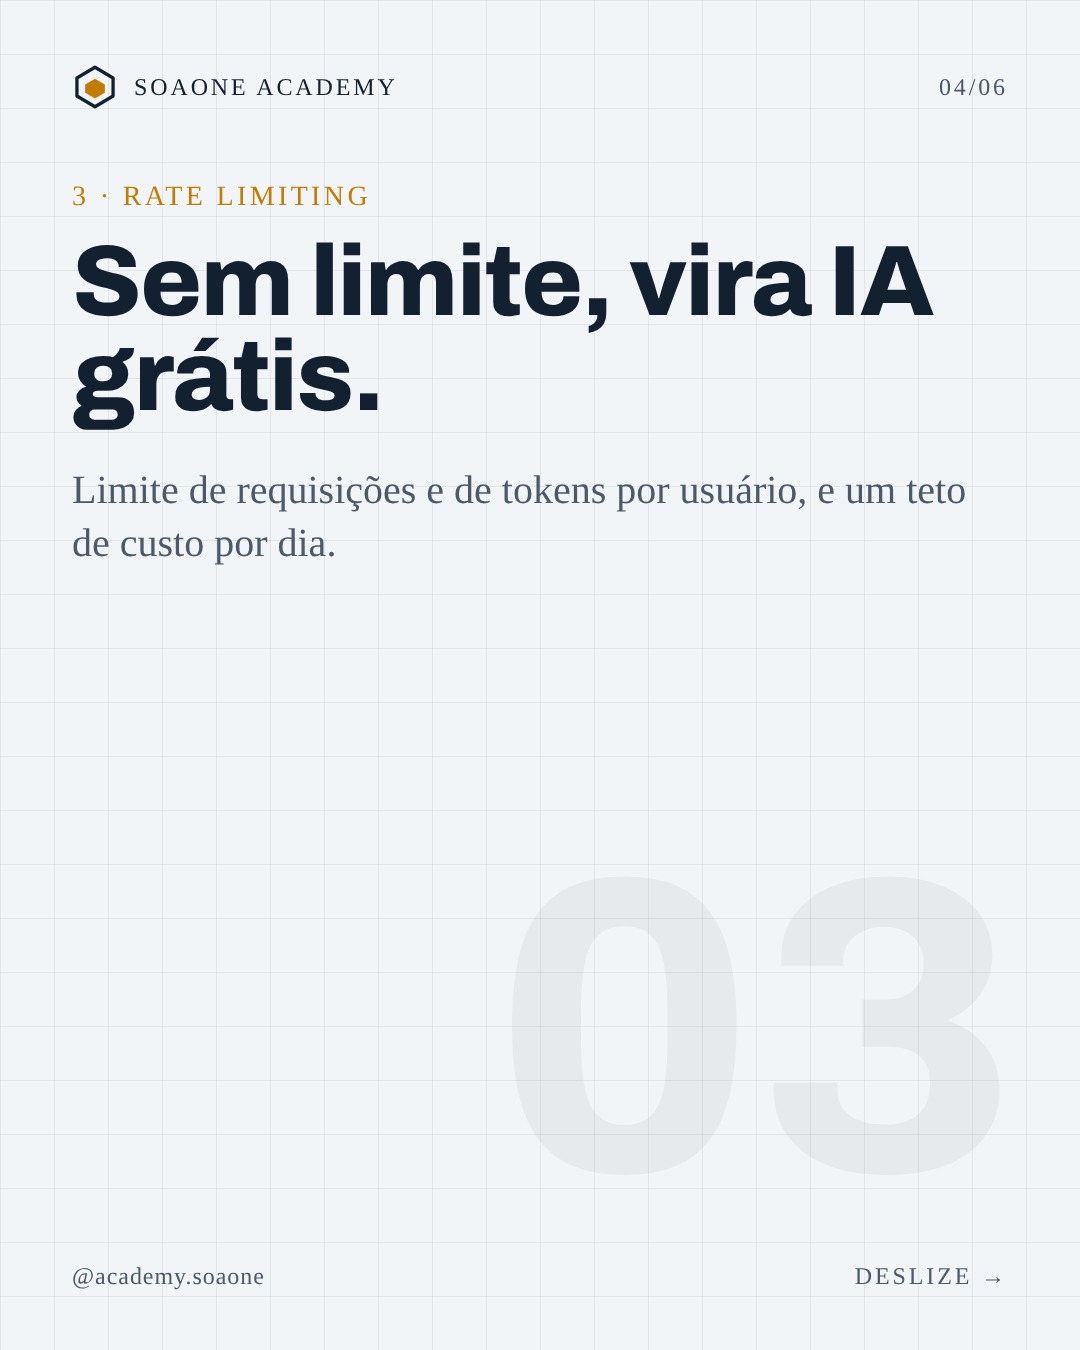 SOAONE ACADEMY
04/06
3 · RATE LIMITING
Sem limite, vira IA
grátis.
Limite de requisições e de tokens por usuário, e um teto
de custo por dia.
03
@academy.soaone
DESLIZE →